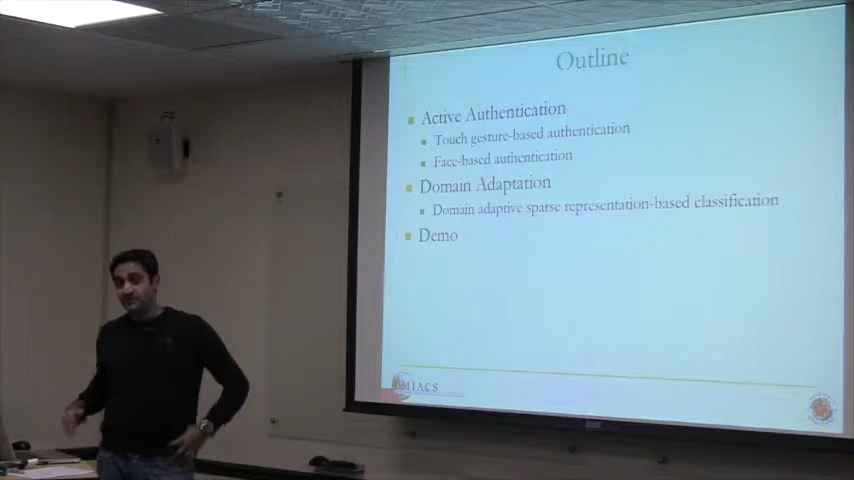 Outline
Active Authentication
Touch gesture-based authentication
Face-based authentication
Domain Adaptation
Domain adaptive sparse representation-based classification
Demo
UMIACS